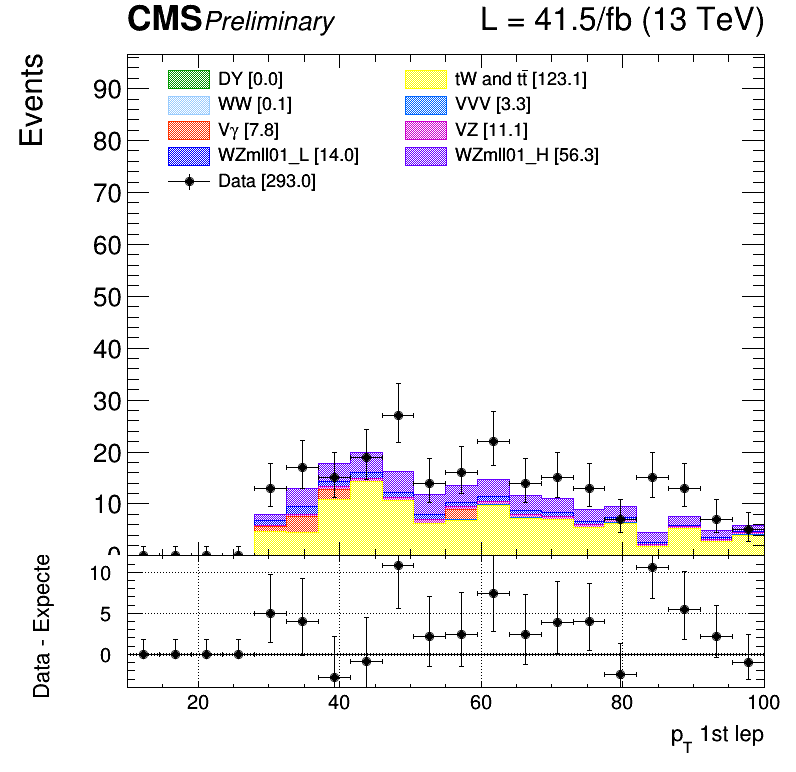 CMS Preliminary L = 41.5/fb (13 TeV)
Events
90
80
70
60
50
40
30
20
10
0
DY [0.0]
WW [0.1]
Vγ [7.8]
WZmll01_L [14.0]
Data [293.0]
tW and tt̄ [123.1]
VVV [3.3]
VZ [11.1]
WZmll01_H [56.3]
Data - Expecte
10
5
0
20 40 60 80 100
pT 1st lep